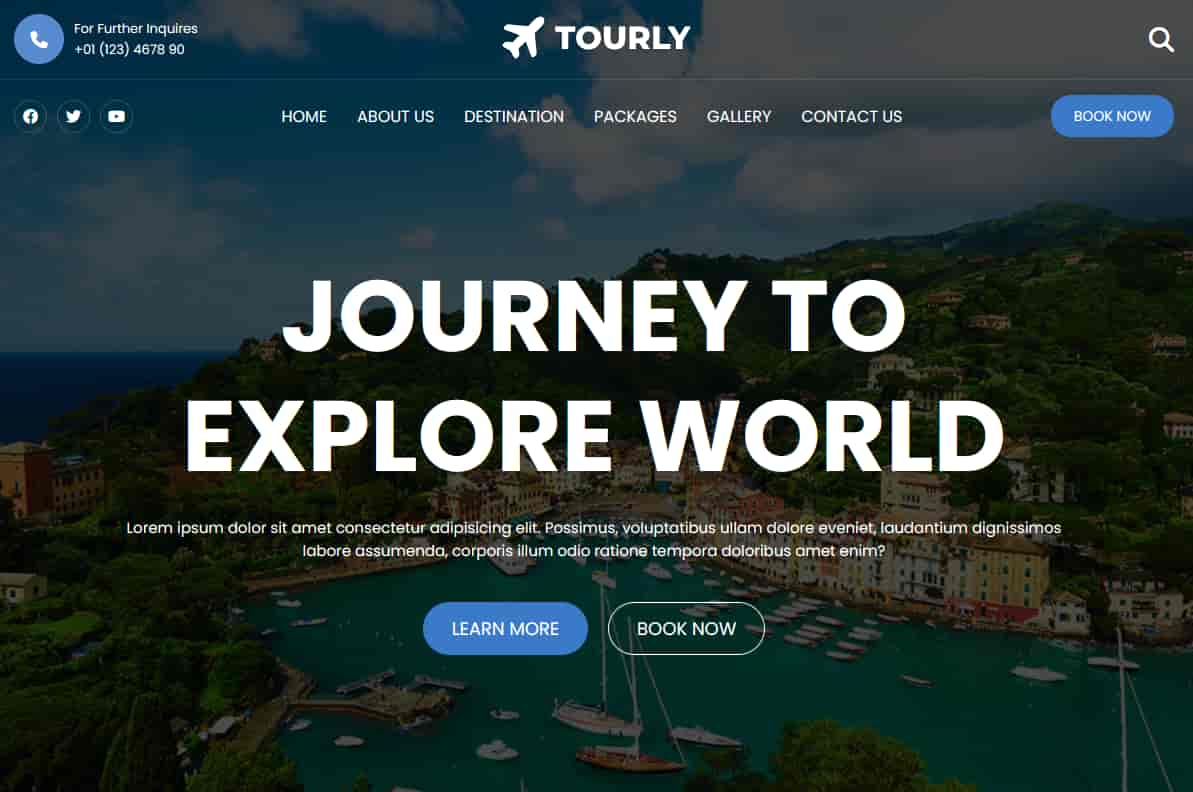 For Further Inquires
+01 (123) 4678 90
TOURLY
HOME ABOUT US DESTINATION PACKAGES GALLERY CONTACT US
BOOK NOW
JOURNEY TO
EXPLORE WORLD
Lorem ipsum dolor sit amet consectetur adipisicing elit. Possimus, voluptatibus ullam dolore eveniet, laudantium dignissimos
labore assumenda, corporis illum odio ratione tempora doloribus amet enim?
LEARN MORE
BOOK NOW